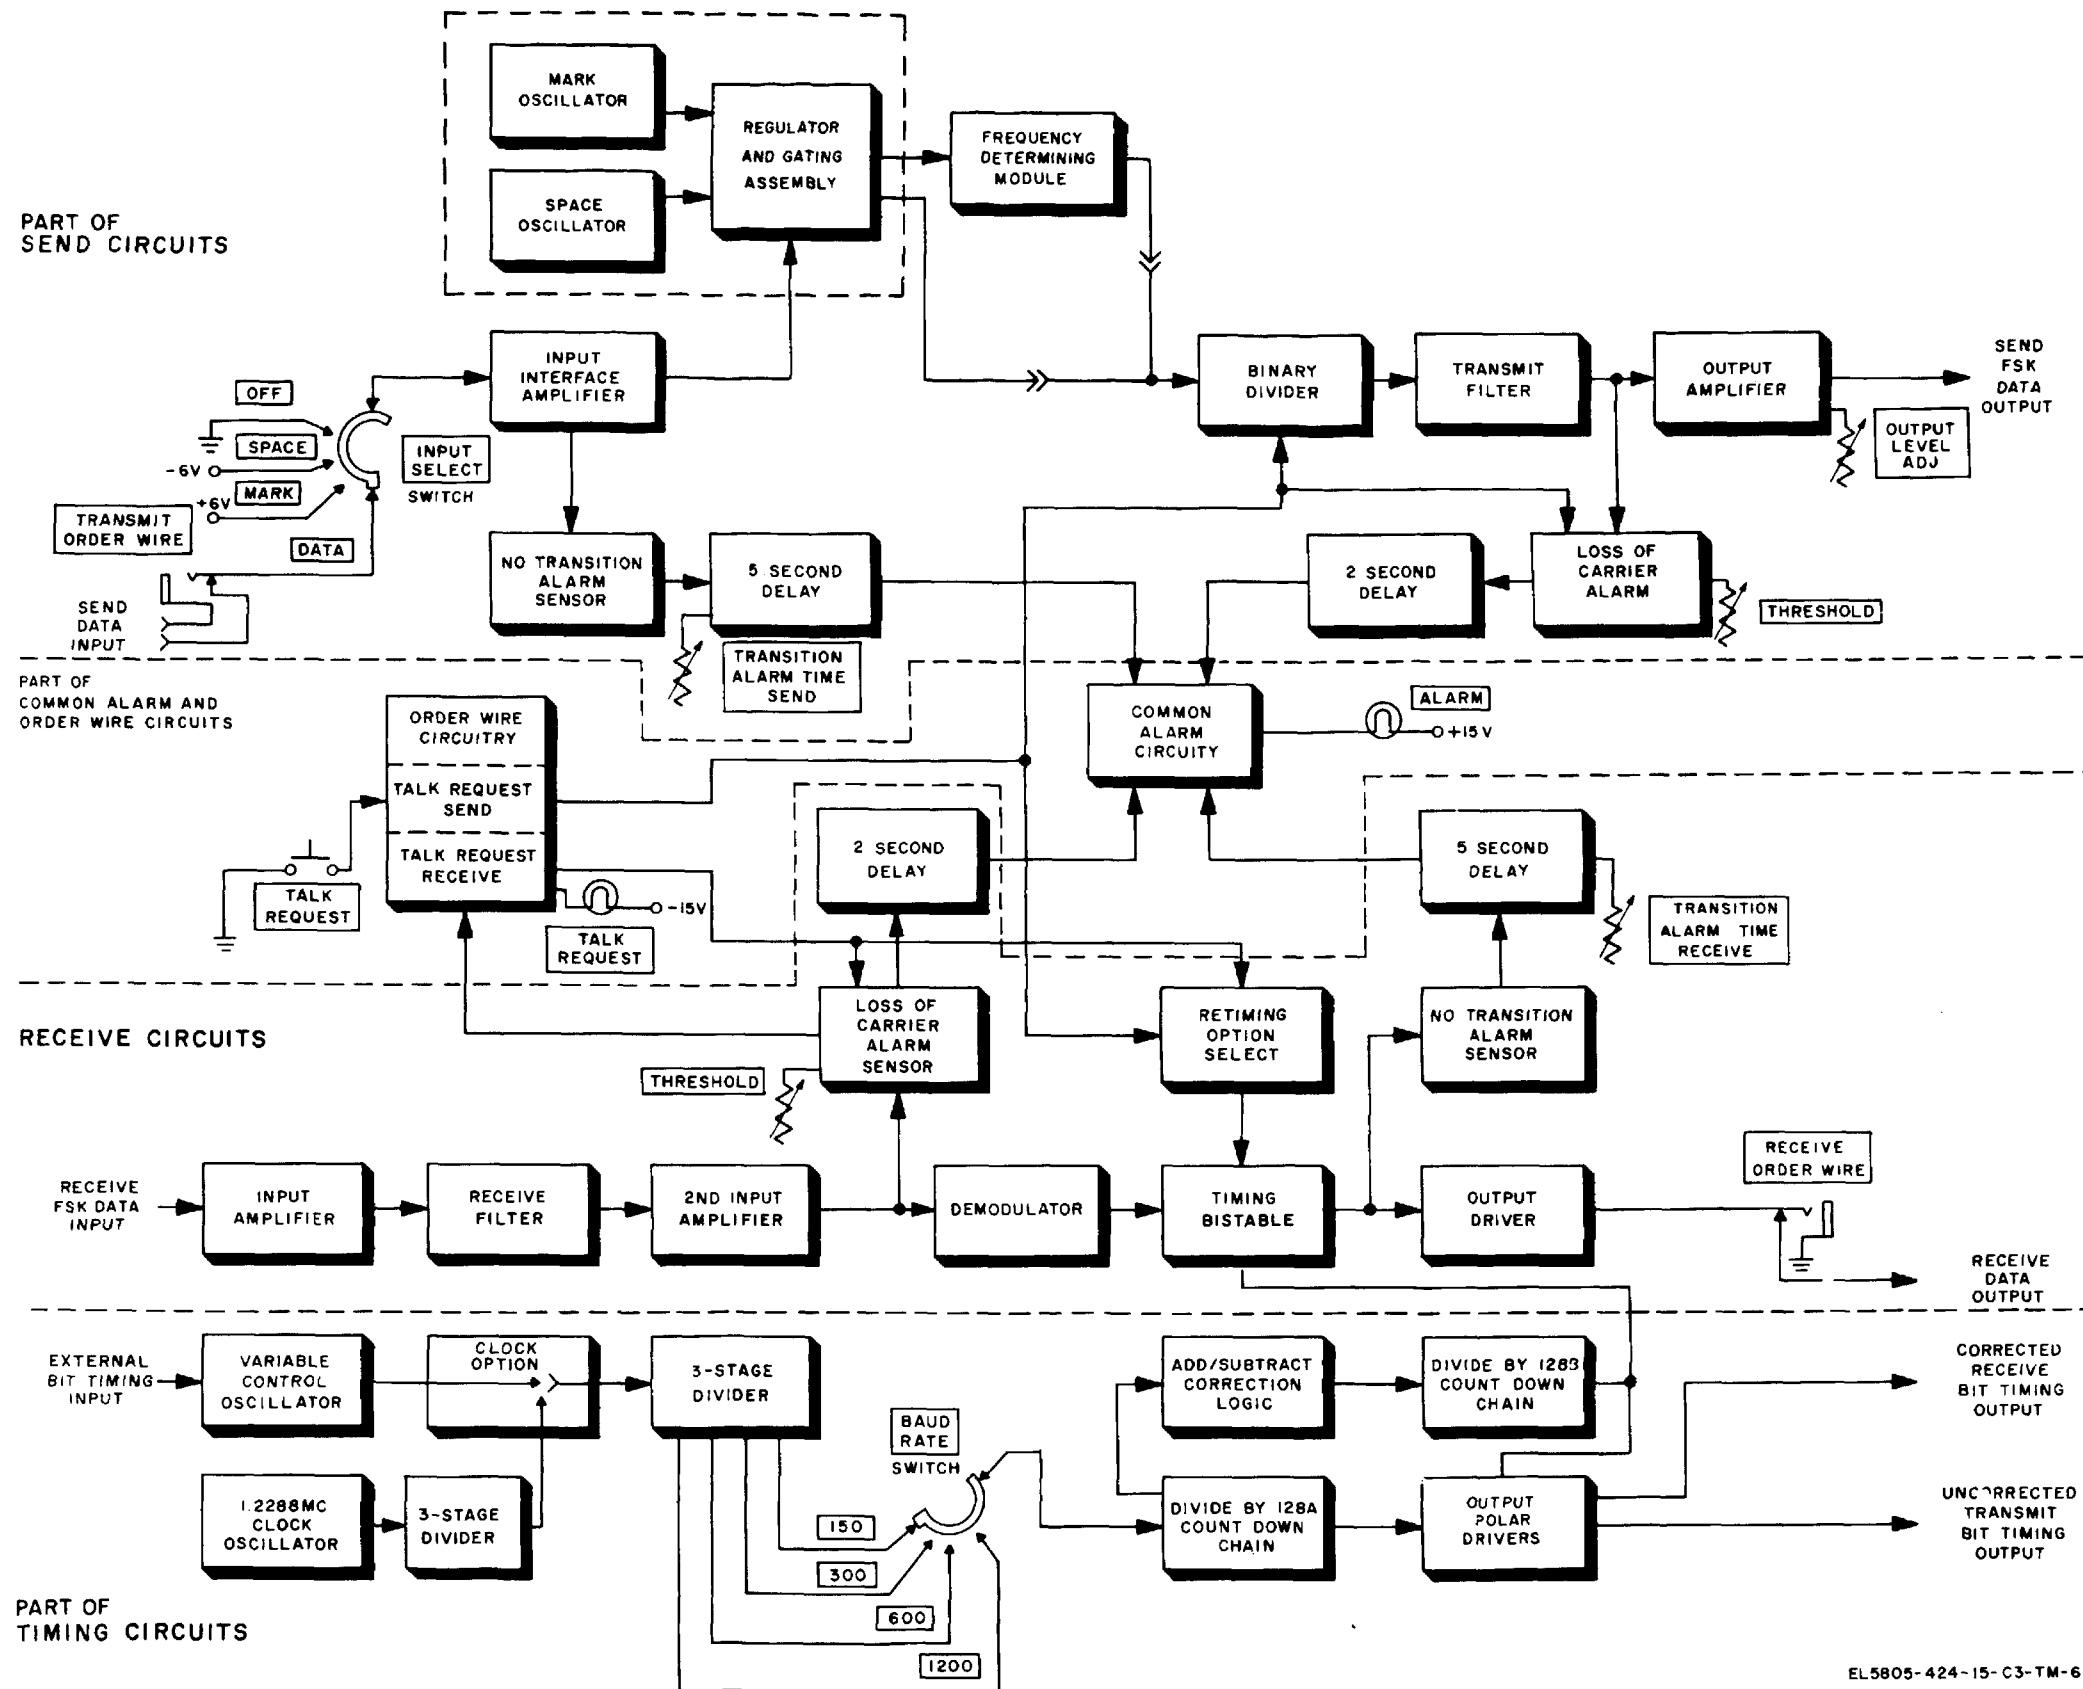 MARK
OSCILLATOR
SPACE
OSCILLATOR
REGULATOR
AND GATING
ASSEMBLY
FREQUENCY
DETERMINING
MODULE
PART OF
SEND CIRCUITS
INPUT
INTERFACE
AMPLIFIER
BINARY
DIVIDER
TRANSMIT
FILTER
OUTPUT
AMPLIFIER
SEND
FSK
DATA
OUTPUT
OUTPUT
LEVEL
ADJ
OFF
SPACE
-6V
MARK
+6V
INPUT
SELECT
SWITCH
TRANSMIT
ORDER WIRE
DATA
SEND
DATA
INPUT
NO TRANSITION
ALARM
SENSOR
5 SECOND
DELAY
TRANSITION
ALARM TIME
SEND
2 SECOND
DELAY
LOSS OF
CARRIER
ALARM
THRESHOLD
PART OF
COMMON ALARM AND
ORDER WIRE CIRCUITS
ORDER WIRE
CIRCUITRY
TALK REQUEST
SEND
TALK REQUEST
RECEIVE
COMMON
ALARM
CIRCUITY
ALARM
+15V
TALK
REQUEST
-15V
TALK
REQUEST
2 SECOND
DELAY
5 SECOND
DELAY
TRANSITION
ALARM TIME
RECEIVE
RECEIVE CIRCUITS
LOSS OF
CARRIER
ALARM
SENSOR
THRESHOLD
RETIMING
OPTION
SELECT
NO TRANSITION
ALARM
SENSOR
RECEIVE
FSK DATA
INPUT
INPUT
AMPLIFIER
RECEIVE
FILTER
2ND INPUT
AMPLIFIER
DEMODULATOR
TIMING
BISTABLE
OUTPUT
DRIVER
RECEIVE
ORDER WIRE
RECEIVE
DATA
OUTPUT
EXTERNAL
BIT TIMING
INPUT
VARIABLE
CONTROL
OSCILLATOR
CLOCK
OPTION
3-STAGE
DIVIDER
ADD/SUBTRACT
CORRECTION
LOGIC
DIVIDE BY 128B
COUNT DOWN
CHAIN
CORRECTED
RECEIVE
BIT TIMING
OUTPUT
BAUD
RATE
SWITCH
1.2288MC
CLOCK
OSCILLATOR
3-STAGE
DIVIDER
150
300
600
1200
DIVIDE BY 128A
COUNT DOWN
CHAIN
OUTPUT
POLAR
DRIVERS
UNCORRECTED
TRANSMIT
BIT TIMING
OUTPUT
PART OF
TIMING CIRCUITS
EL5805-424-15-C3-TM-6